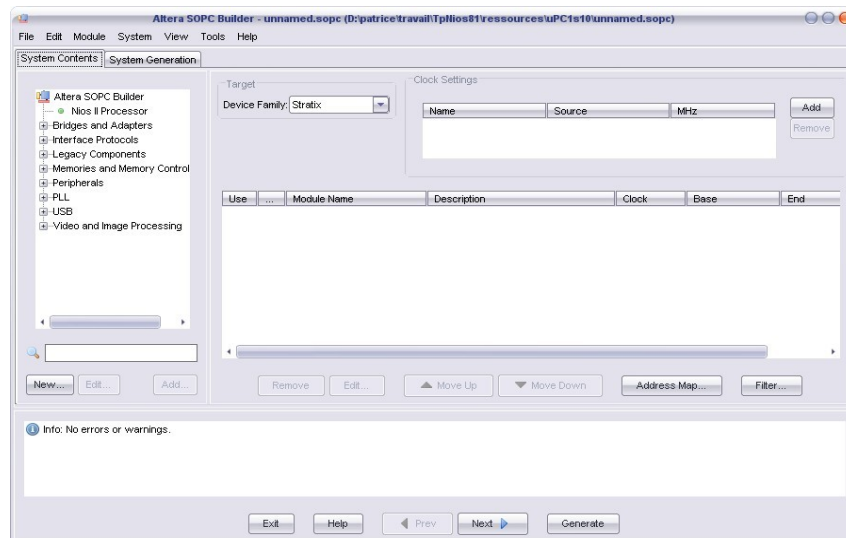 Altera SOPC Builder - unnamed.sopc (D:\patrice\travail\TpNios81\ressources\uPC1s10\unnamed.sopc)
File Edit Module System View Tools Help
System Contents System Generation
Altera SOPC Builder
Nios II Processor
Bridges and Adapters
Interface Protocols
Legacy Components
Memories and Memory Control
Peripherals
PLL
USB
Video and Image Processing
New... Edit... Add...
Target
Device Family: Stratix
Clock Settings
Name Source MHz
Add
Remove
Use ... Module Name Description Clock Base End
Remove Edit... Move Up Move Down Address Map... Filter...
Info: No errors or warnings.
Exit Help Prev Next Generate